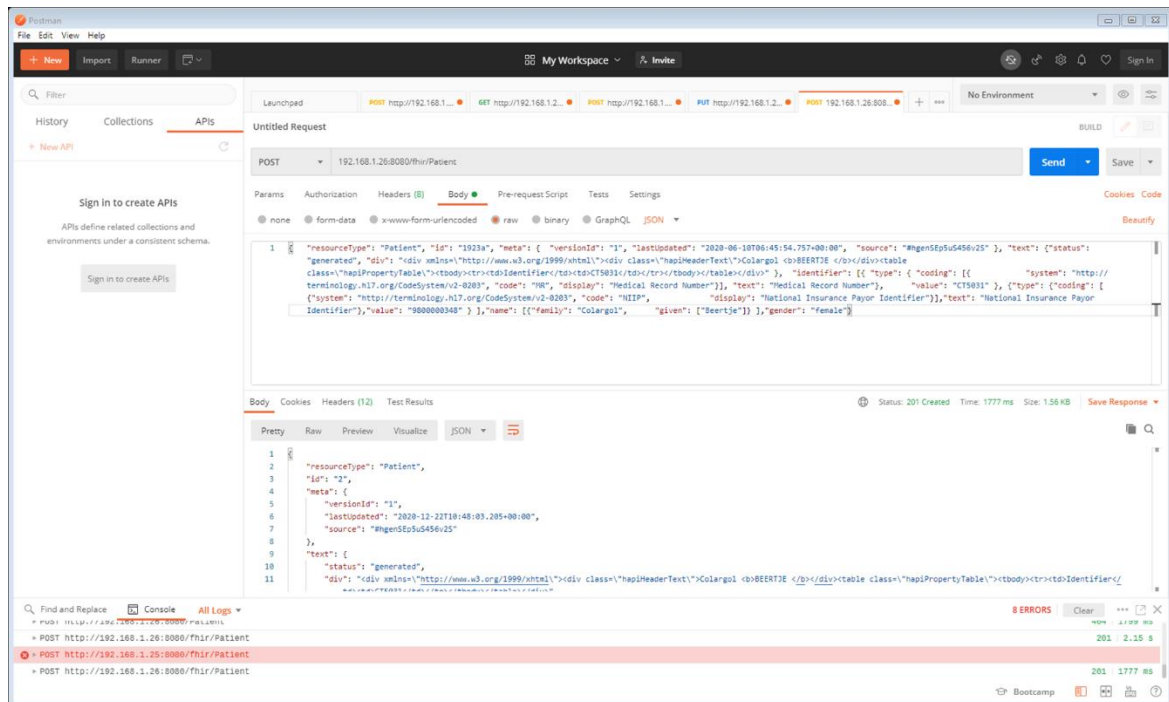 Postman
File Edit View Help
+ New Import Runner My Workspace Invite Sign In
Filter
History Collections APIs
+ New API
Sign in to create APIs
APIs define related collections and
environments under a consistent schema.
Sign in to create APIs
Launchpad POST http://192.168.1.... GET http://192.168.1.2... POST http://192.168.1.... PUT http://192.168.1.2... POST 192.168.1.26:808... + ••• No Environment
Untitled Request BUILD
POST 192.168.1.26:8080/fhir/Patient Send Save
Params Authorization Headers (8) Body Pre-request Script Tests Settings Cookies Code
none form-data x-www-form-urlencoded raw binary GraphQL JSON Beautify
1 { "resourceType": "Patient", "id": "1923a", "meta": { "versionId": "1", "lastUpdated": "2020-06-10T06:45:54.757+00:00", "source": "#hgenSEp5uS456v2S" }, "text": {"status":
"generated", "div": "<div xmlns=\"http://www.w3.org/1999/xhtml\"><div class=\"hapiHeaderText\">Colargol <b>BEERTJE </b></div><table
class=\"hapiPropertyTable\"><tbody><tr><td>Identifier</td><td>CT5031</td></tr></tbody></table></div>" }, "identifier": [{ "type": { "coding": [{ "system": "http://
terminology.hl7.org/CodeSystem/v2-0203", "code": "MR", "display": "Medical Record Number"}], "text": "Medical Record Number"}, "value": "CT5031" }, {"type": {"coding": [
{"system": "http://terminology.hl7.org/CodeSystem/v2-0203", "code": "NIIP", "display": "National Insurance Payor Identifier"}],"text": "National Insurance Payor
Identifier"},"value": "9800000348" } ],"name": [{"family": "Colargol", "given": ["Beertje"]} ],"gender": "female"}
Body Cookies Headers (12) Test Results Status: 201 Created Time: 1777 ms Size: 1.56 KB Save Response
Pretty Raw Preview Visualize JSON
1 {
2 "resourceType": "Patient",
3 "id": "2",
4 "meta": {
5 "versionId": "1",
6 "lastUpdated": "2020-12-22T10:48:03.205+00:00",
7 "source": "#hgenSEp5uS456v2S"
8 },
9 "text": {
10 "status": "generated",
11 "div": "<div xmlns=\"http://www.w3.org/1999/xhtml\"><div class=\"hapiHeaderText\">Colargol <b>BEERTJE </b></div><table class=\"hapiPropertyTable\"><tbody><tr><td>Identifier</
Find and Replace Console All Logs 8 ERRORS Clear •••
POST http://192.168.1.26:8080/fhir/Patient 201 2.15 s
POST http://192.168.1.25:8080/fhir/Patient
POST http://192.168.1.26:8080/fhir/Patient 201 1777 ms
Bootcamp